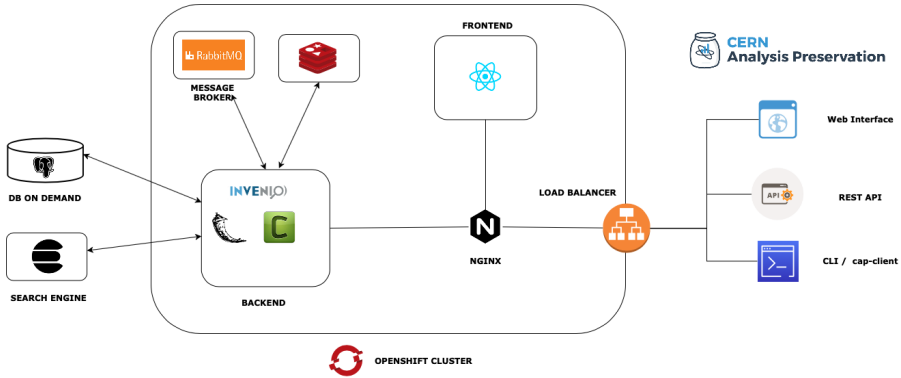 FRONTEND
RabbitMQ
MESSAGE
BROKER
CERN
Analysis Preservation
Web Interface
DB ON DEMAND
INVENIO
LOAD BALANCER
API
REST API
C
N
NGINX
SEARCH ENGINE
BACKEND
CLI / cap-client
OPENSHIFT CLUSTER